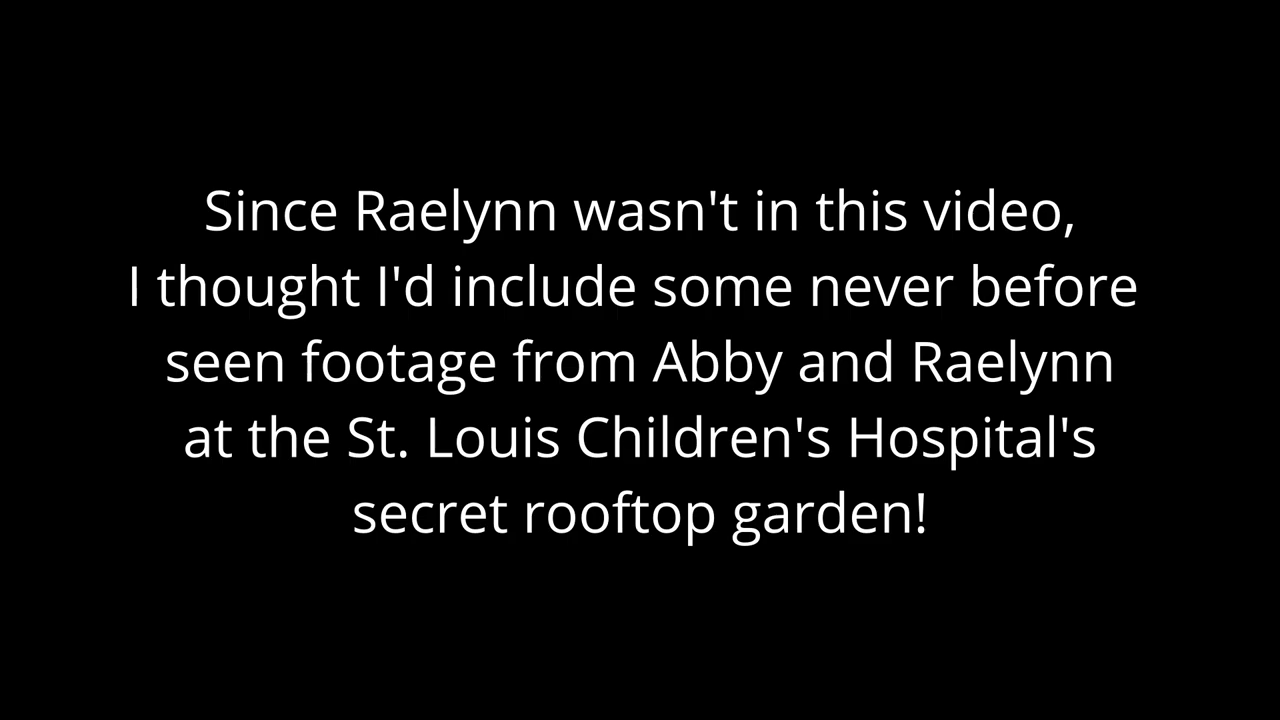 Since Raelynn wasn't in this video,
I thought I'd include some never before
seen footage from Abby and Raelynn
at the St. Louis Children's Hospital's
secret rooftop garden!